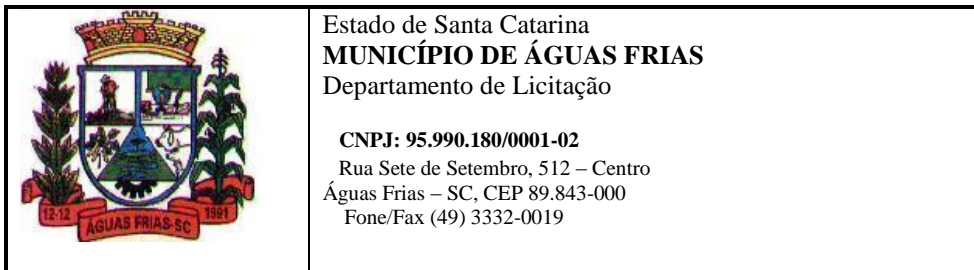 Estado de Santa Catarina
MUNICÍPIO DE ÁGUAS FRIAS
Departamento de Licitação
CNPJ: 95.990.180/0001-02
Rua Sete de Setembro, 512 – Centro
Águas Frias – SC, CEP 89.843-000
Fone/Fax (49) 3332-0019
12-12
ÁGUAS FRIAS-SC
1991